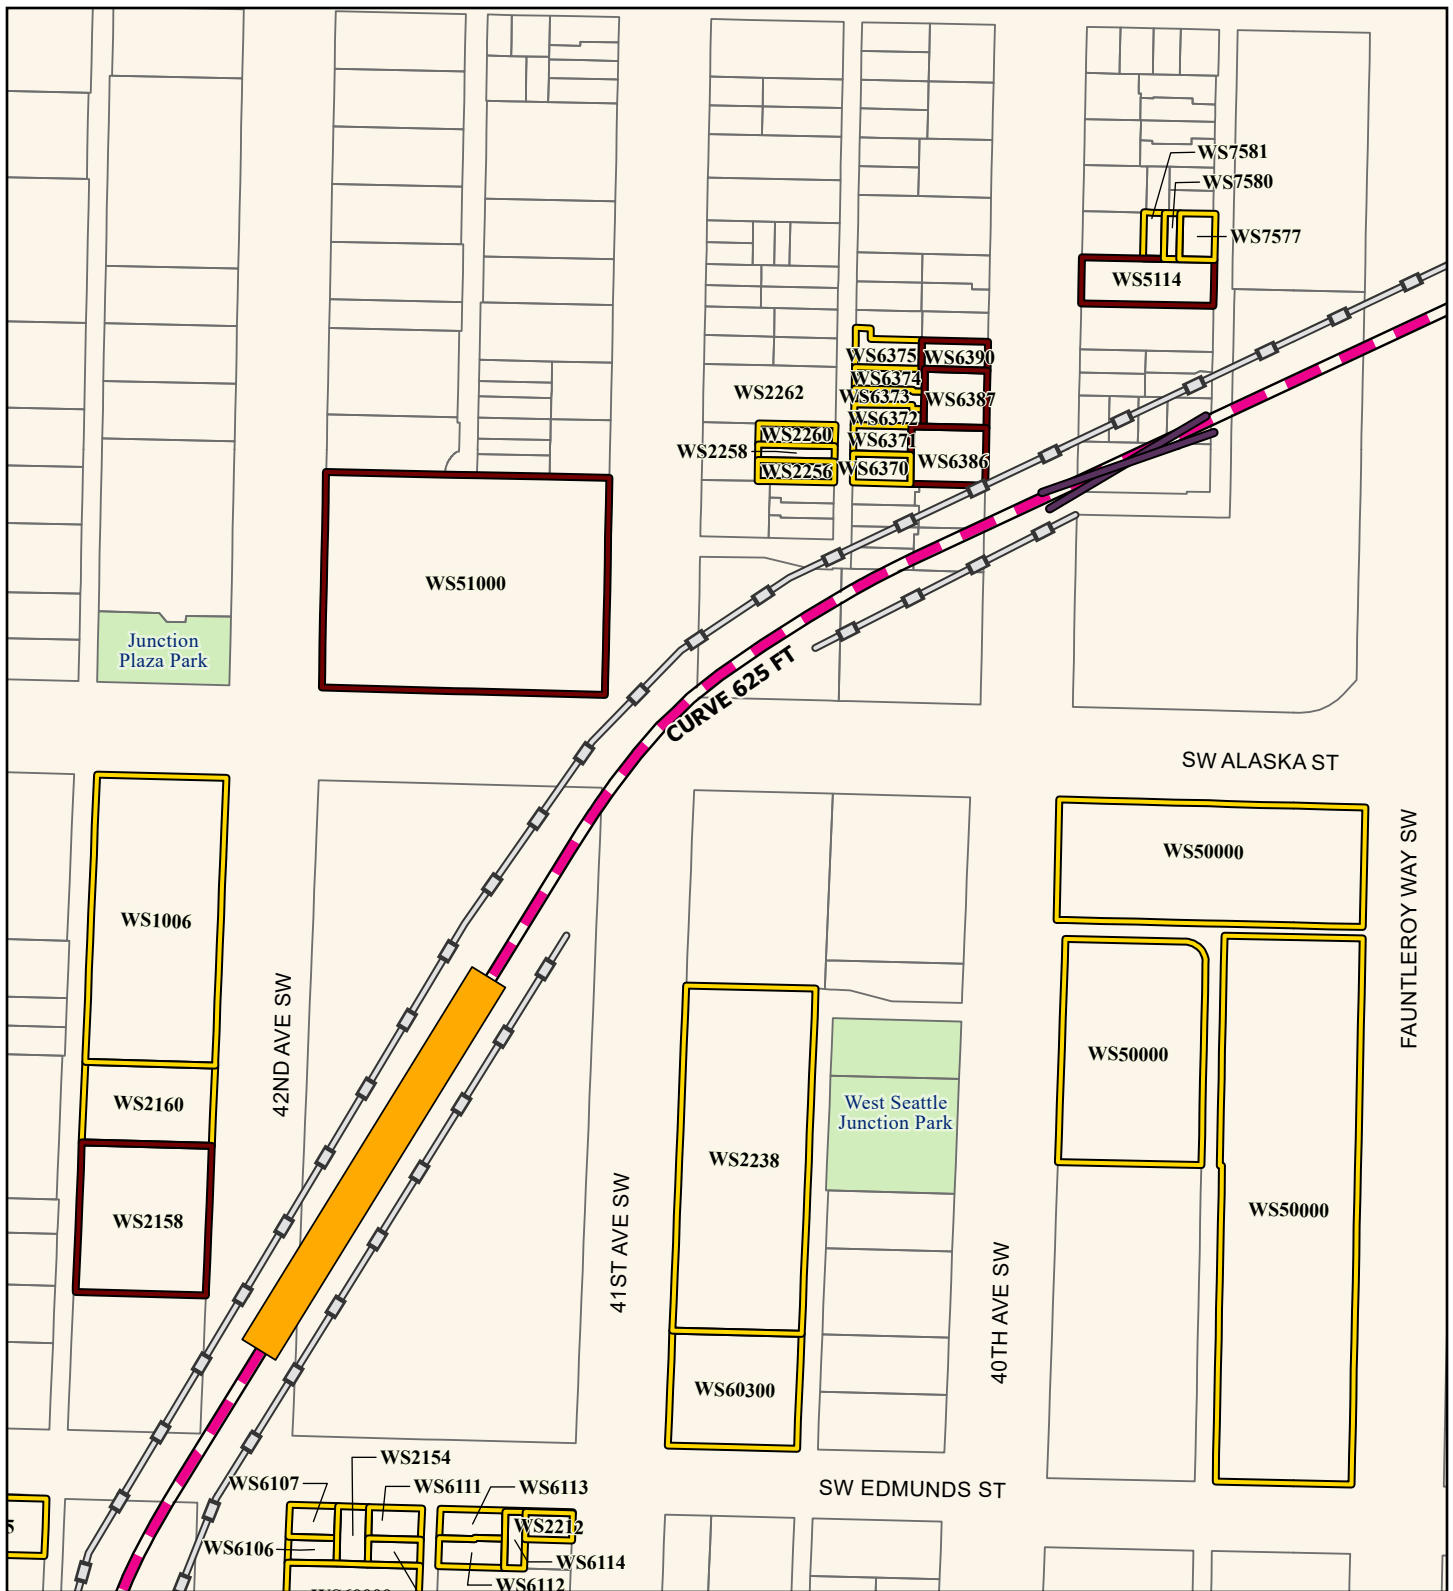 WS7581
WS7580
WS7577
WS5114
WS6375
WS6390
WS6374
WS2262
WS6373
WS6387
WS6372
WS2260
WS6371
WS2258
WS6386
WS2256
WS6370
WS51000
Junction
Plaza Park
CURVE 625 FT
SW ALASKA ST
WS50000
FAUNTLEROY WAY SW
WS1006
42ND AVE SW
WS50000
WS2160
West Seattle
Junction Park
WS2238
WS2158
WS50000
41ST AVE SW
40TH AVE SW
WS60300
WS2154
WS6107
WS6111
WS6113
SW EDMUNDS ST
5
WS2212
WS6106
WS6114
WS6112